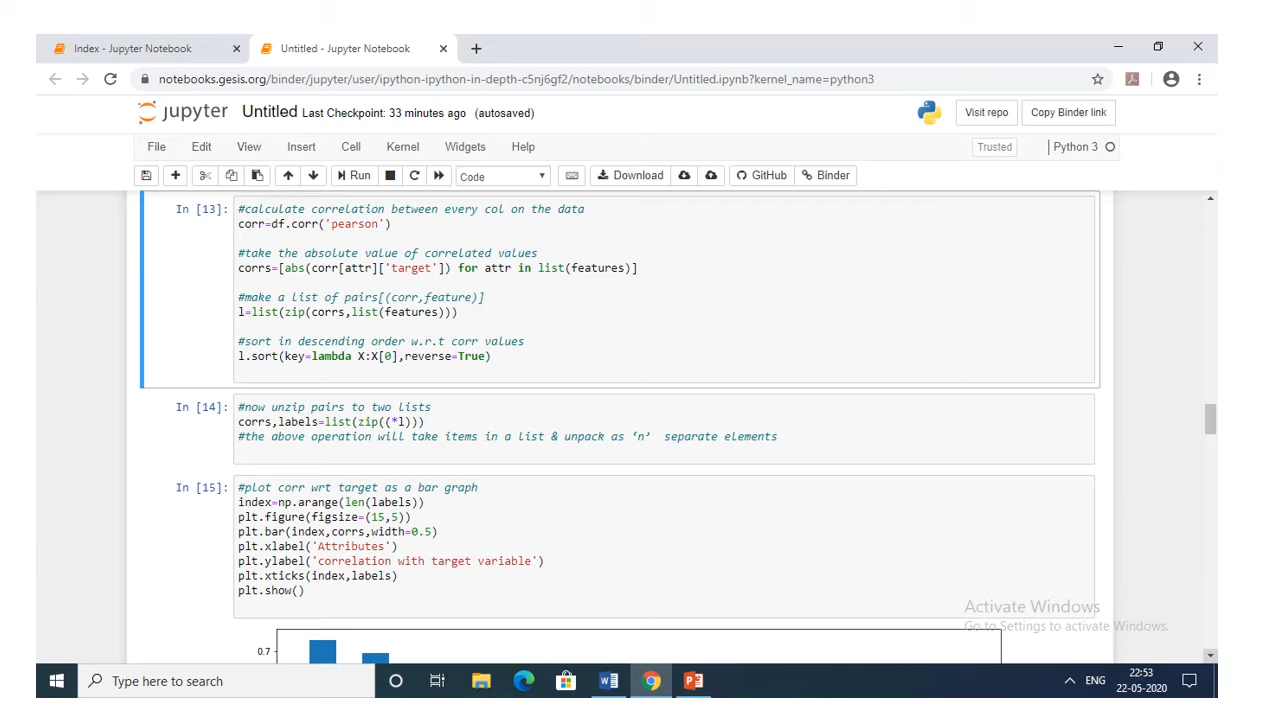 Index - Jupyter Notebook
Untitled - Jupyter Notebook
notebooks.gesis.org/binder/jupyter/user/ipython-ipython-in-depth-c5nj6gf2/notebooks/binder/Untitled.ipynb?kernel_name=python3
jupyter Untitled Last Checkpoint: 33 minutes ago (autosaved)
Visit repo
Copy Binder link
File Edit View Insert Cell Kernel Widgets Help
Trusted
Python 3
Run
Code
Download
GitHub
Binder
In [13]:
#calculate correlation between every col on the data
corr=df.corr('pearson')
#take the absolute value of correlated values
corrs=[abs(corr[attr]['target']) for attr in list(features)]
#make a list of pairs[(corr,feature)]
l=list(zip(corrs,list(features)))
#sort in descending order w.r.t corr values
l.sort(key=lambda X:X[0],reverse=True)
In [14]:
#now unzip pairs to two lists
corrs,labels=list(zip((*l)))
#the above operation will take items in a list & unpack as ‘n’  separate elements
In [15]:
#plot corr wrt target as a bar graph
index=np.arange(len(labels))
plt.figure(figsize=(15,5))
plt.bar(index,corrs,width=0.5)
plt.xlabel('Attributes')
plt.ylabel('correlation with target variable')
plt.xticks(index,labels)
plt.show()
0.7
Activate Windows
Go to Settings to activate Windows.
Type here to search
ENG
22:53
22-05-2020